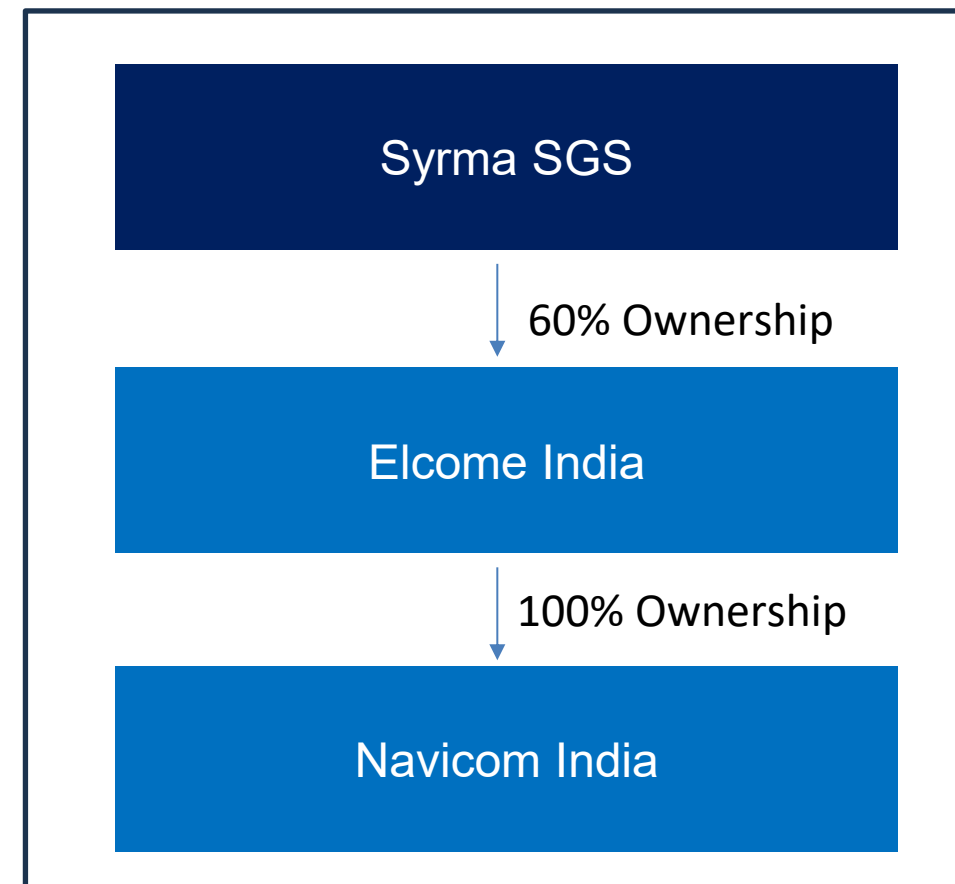 Syrma SGS
60% Ownership
Elcome India
100% Ownership
Navicom India